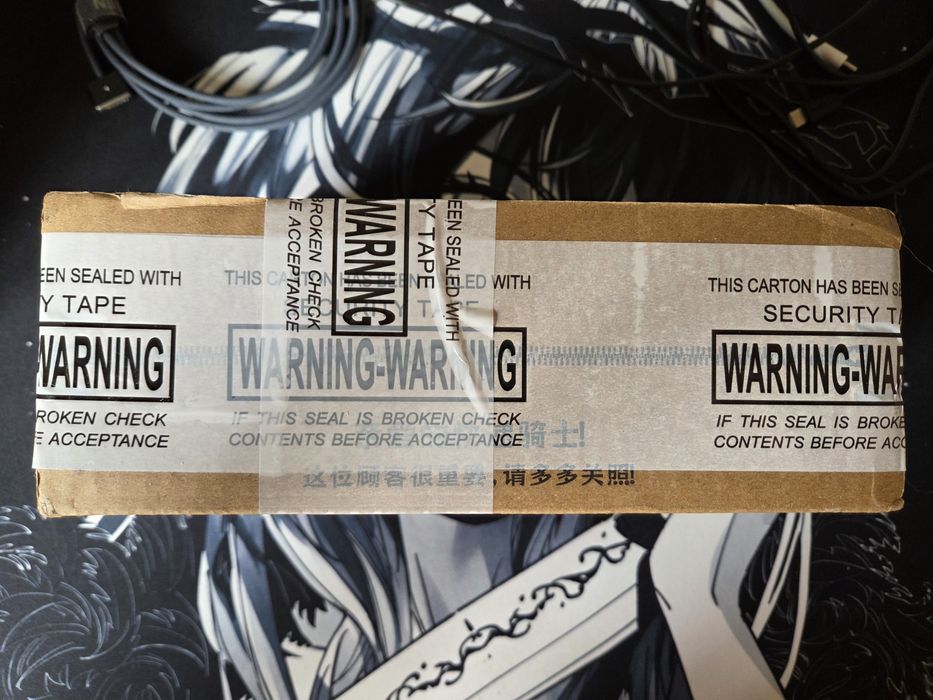 EEN SEALED WITH
Y TAPE
WARNING
ROKEN CHECK
E ACCEPTANCE
THIS CARTON HAS BEEN SEALED WITH
SECURITY TAPE
WARNING-WARNING
IF THIS SEAL IS BROKEN CHECK
CONTENTS BEFORE ACCEPTANCE
EEN SEALED WITH
Y TAPE
WARNING
BROKEN CHECK
E ACCEPTANCE
THIS CARTON HAS BEEN SE
SECURITY TA
WARNING-WAR
IF THIS SEAL IS BROKEN
CONTENTS BEFORE ACC
骑士!
这位顾客很重要,请多多关照!